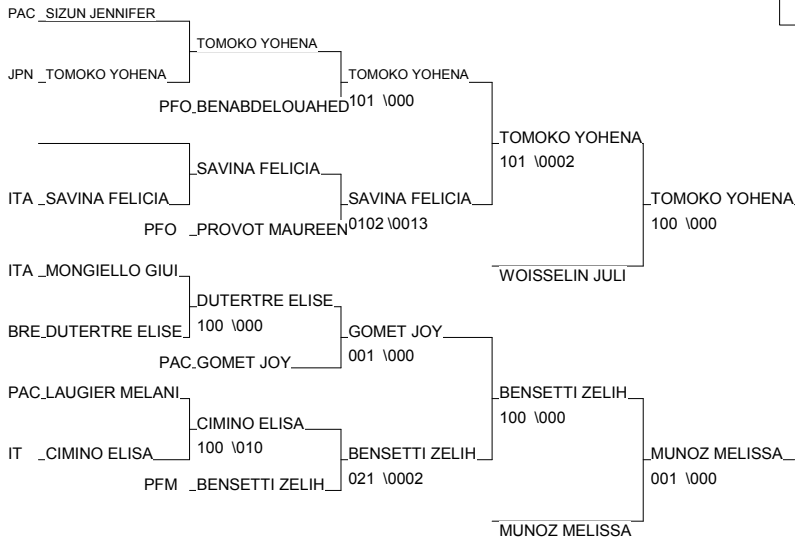 PAC SIZUN JENNIFER
TOMOKO YOHENA
JPN TOMOKO YOHENA
TOMOKO YOHENA
PFO BENABDELOUAHED
101 \000
TOMOKO YOHENA
101 \0002
SAVINA FELICIA
ITA SAVINA FELICIA
SAVINA FELICIA
TOMOKO YOHENA
PFO PROVOT MAUREEN
0102 \0013
100 \000
ITA MONGIELLO GIUI
WOISSELIN JULI
DUTERTRE ELISE
BRE DUTERTRE ELISE
100 \000
GOMET JOY
PAC GOMET JOY
001 \000
PAC LAUGIER MELANI
BENSETTI ZELIH
100 \000
CIMINO ELISA
100 \010
IT CIMINO ELISA
BENSETTI ZELIH
MUNOZ MELISSA
PFM BENSETTI ZELIH
021 \0002
001 \000
MUNOZ MELISSA